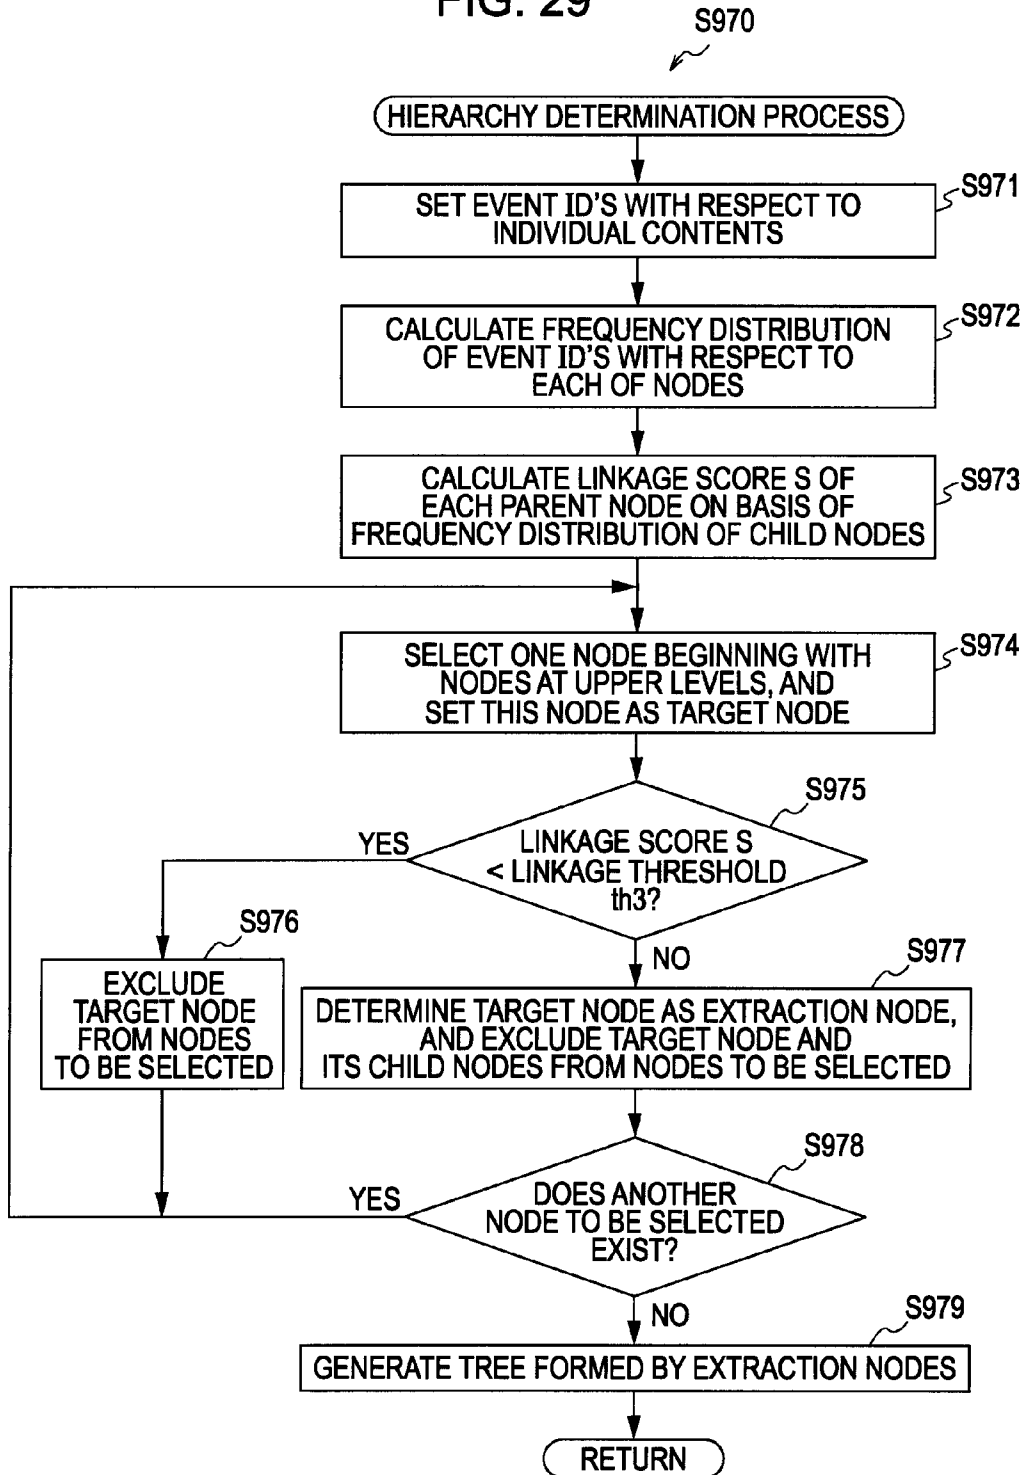 FIG. 29
S970
HIERARCHY DETERMINATION PROCESS
S971
SET EVENT ID'S WITH RESPECT TO
INDIVIDUAL CONTENTS
S972
CALCULATE FREQUENCY DISTRIBUTION
OF EVENT ID'S WITH RESPECT TO
EACH OF NODES
S973
CALCULATE LINKAGE SCORE S OF
EACH PARENT NODE ON BASIS OF
FREQUENCY DISTRIBUTION OF CHILD NODES
S974
SELECT ONE NODE BEGINNING WITH
NODES AT UPPER LEVELS, AND
SET THIS NODE AS TARGET NODE
S975
YES
LINKAGE SCORE S
< LINKAGE THRESHOLD
th3?
S976
NO
S977
EXCLUDE
TARGET NODE
FROM NODES
TO BE SELECTED
DETERMINE TARGET NODE AS EXTRACTION NODE,
AND EXCLUDE TARGET NODE AND
ITS CHILD NODES FROM NODES TO BE SELECTED
S978
YES
DOES ANOTHER
NODE TO BE SELECTED
EXIST?
NO
S979
GENERATE TREE FORMED BY EXTRACTION NODES
RETURN